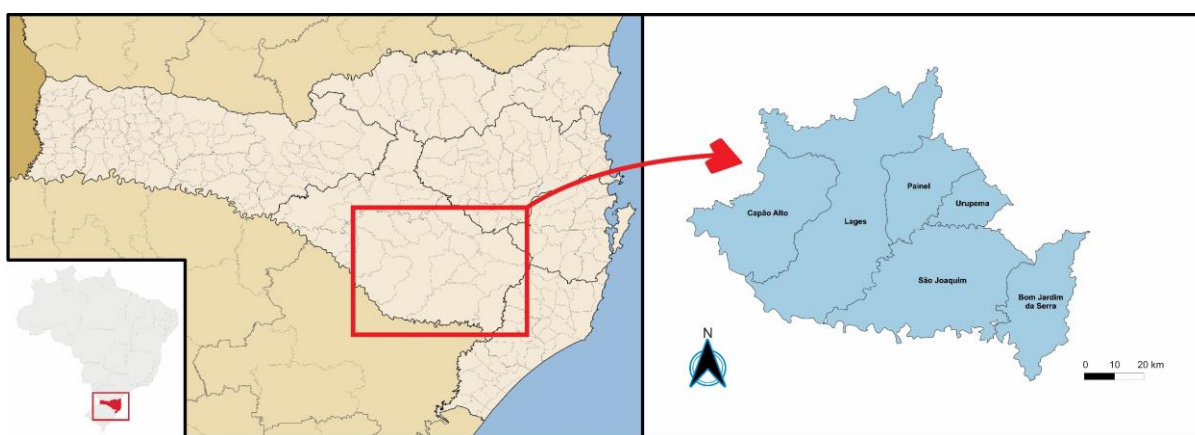 Painel
Urupema
Capão Alto
Lages
São Joaquim
Bom Jardim
da Serra
N
0 10 20 km